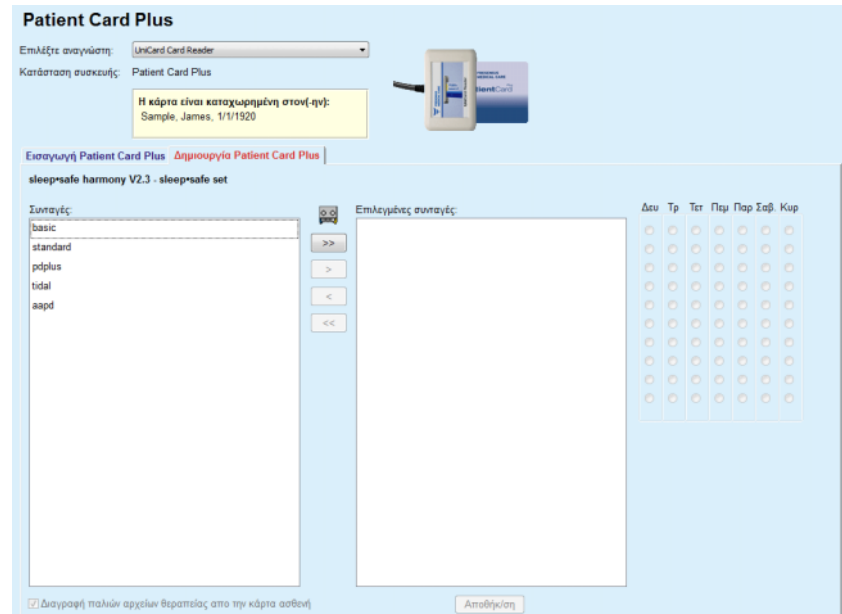 Patient Card Plus
Επιλέξτε αναγνώστη: UniCard Card Reader
Κατάσταση συσκευής: Patient Card Plus
Η κάρτα είναι καταχωρημένη στον(-ην):
Sample, James, 1/1/1920
Εισαγωγή Patient Card Plus Δημιουργία Patient Card Plus
sleep•safe harmony V2.3 - sleep•safe set
Συνταγές: Επιλεγμένες συνταγές: Δευ Τρ Τετ Πεμ Παρ Σαβ. Κυρ
basic
standard
pdplus
tidal
aapd
>>
>
<
<<
Διαγραφή παλιών αρχείων θεραπείας απο την κάρτα ασθενή
Αποθήκ/ση